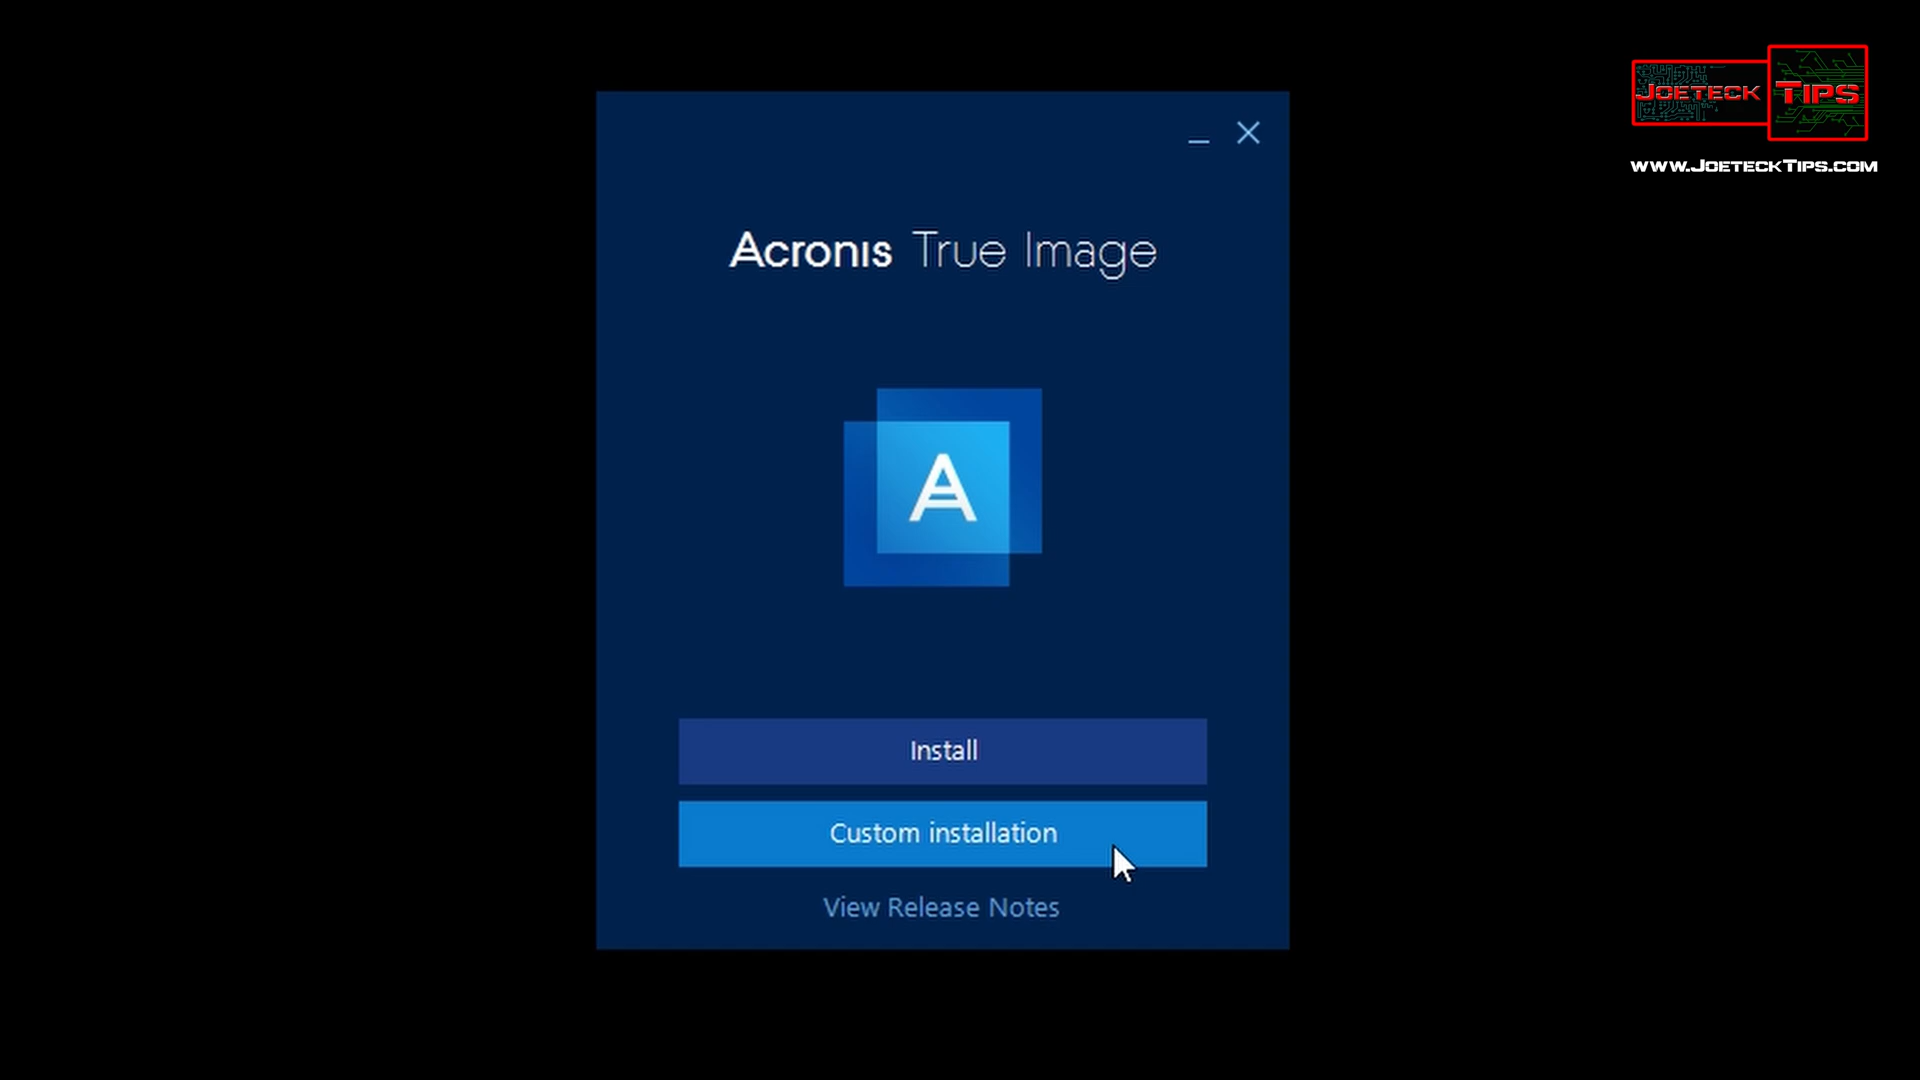 Joeteck Tips
www.JoeteckTips.com
Acronis True Image
A
Install
Custom installation
View Release Notes